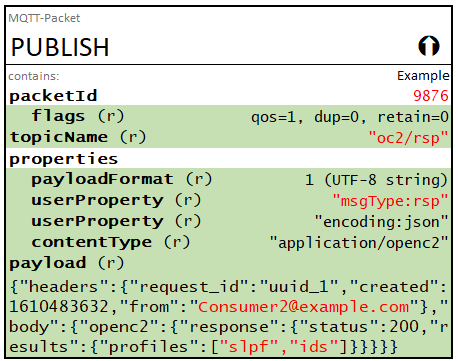 MQTT-Packet
PUBLISH
contains: Example
packetId 9876
flags (r) qos=1, dup=0, retain=0
topicName (r) "oc2/rsp"
properties
payloadFormat (r) 1 (UTF-8 string)
userProperty (r) "msgType:rsp"
userProperty (r) "encoding:json"
contentType (r) "application/openc2"
payload (r)
{"headers":{"request_id":"uuid_1","created":
1610483632,"from":"Consumer2@example.com"},"
body":{"openc2":{"response":{"status":200,"r
esults":{"profiles":["slpf","ids"]}}}}}